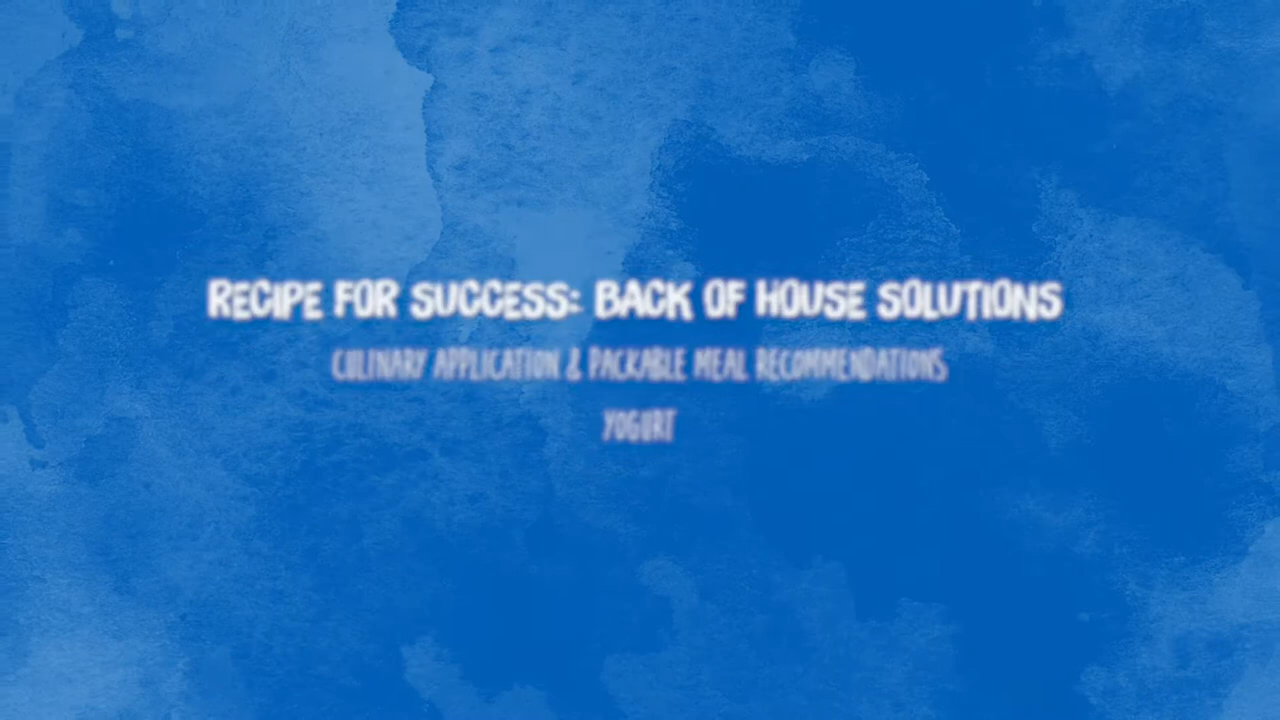 RECIPE FOR SUCCESS: BACK OF HOUSE SOLUTIONS
CULINARY APPLICATION & PACKABLE MEAL RECOMMENDATIONS
YOGURT